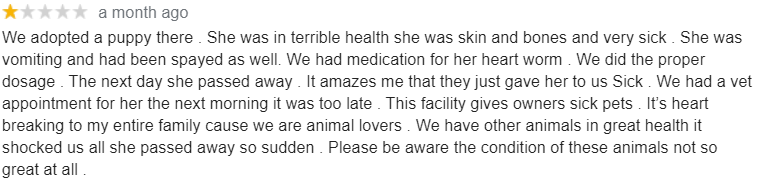 a month ago
We adopted a puppy there . She was in terrible health she was skin and bones and very sick . She was
vomiting and had been spayed as well. We had medication for her heart worm . We did the proper
dosage . The next day she passed away . It amazes me that they just gave her to us Sick . We had a vet
appointment for her the next morning it was too late . This facility gives owners sick pets . It’s heart
breaking to my entire family cause we are animal lovers . We have other animals in great health it
shocked us all she passed away so sudden . Please be aware the condition of these animals not so
great at all .